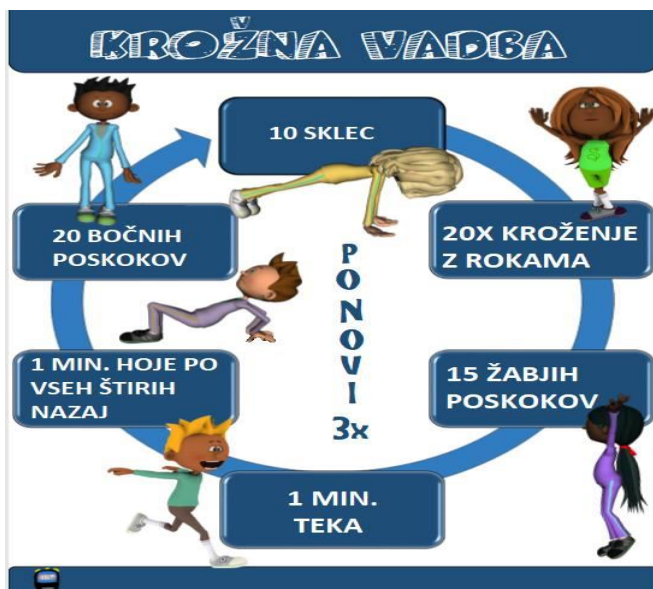 KROŽNA VADBA
10 SKLEC
20X KROŽENJE
Z ROKAMA
15 ŽABJIH
POSKOKOV
1 MIN.
TEKA
1 MIN. HOJE PO
VSEH ŠTIRIH
NAZAJ
20 BOČNIH
POSKOKOV
PONOVI
3x